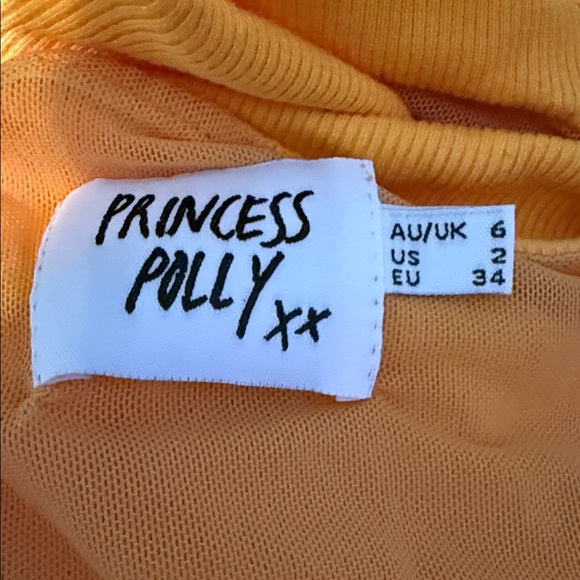 PRINCESS
POLLY xx
AU/UK 6
US 2
EU 34